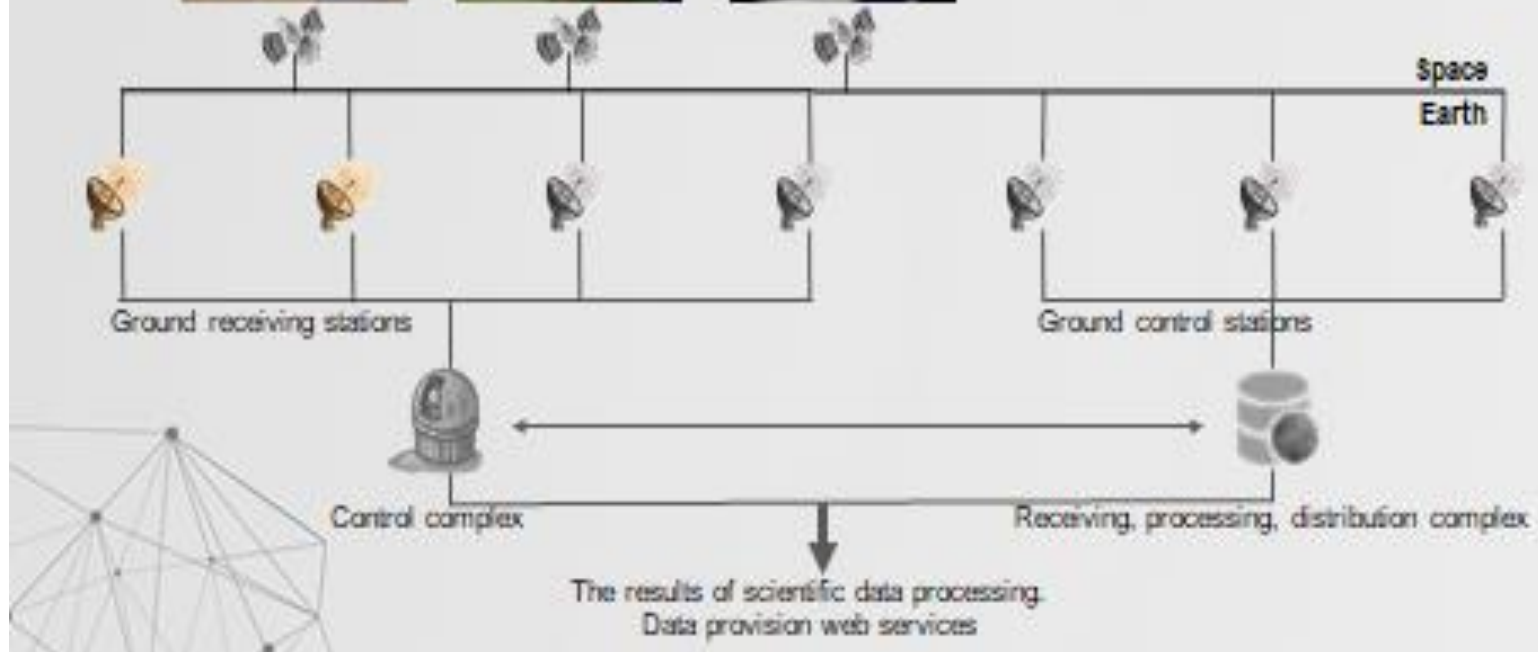 Space
Earth
Ground receiving stations
Ground control stations
Control complex
Receiving, processing, distribution complex
The results of scientific data processing.
Data provision web services